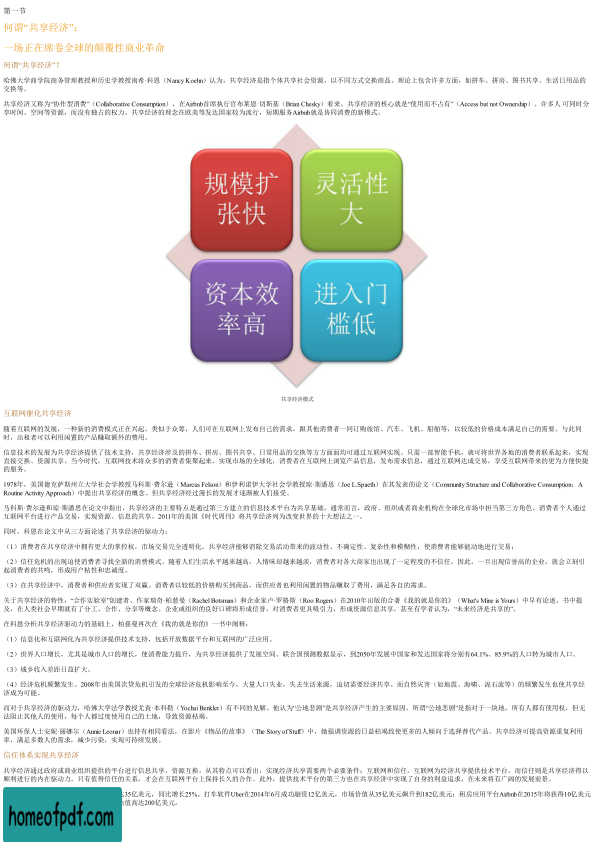 第一节
何谓“共享经济”：
一场正在席卷全球的颠覆性商业革命
何谓“共享经济”？
哈佛大学商学院商务管理教授和历史学教授南希·科恩（Nancy Koehn）认为，共享经济是指个体共享社会资源，以不同方式交换商品。理论上包含许多方面，如拼车、拼房、图书共享、生活日用品的
交换等。
共享经济又称为“协作型消费”（Collaborative Consumption），在Airbnb首席执行官布莱恩·切斯基（Brian Chesky）看来，共享经济的核心就是“使用而不占有”（Access but not Ownership）、许多人 可同时分
享时间、空间等资源，而没有独占的权力。共享经济的理念在欧美等发达国家较为流行，短期服务Airbnb就是协同消费的新模式。
规模扩
张快
灵活性
大
资本效
率高
进入门
槛低
共享经济模式
互联网催化共享经济
随着互联网的发展，一种新的消费模式正在兴起。类似于众筹，人们可在互联网上发布自己的需求，跟其他消费者一同订购旅馆、汽车、飞机、船舶等，以较低的价格成本满足自己的需要。与此同
时，出租者可以利用闲置的产品赚取额外的费用。
信息技术的发展为共享经济提供了技术支持，共享经济涉及的拼车、拼房、图书共享、日常用品的交换等方方面面均可通过互联网实现。只需一部智能手机，就可将世界各地的消费者联系起来，实现
直接交换、资源共享。当今时代，互联网技术将众多的消费者集聚起来，实现市场的全球化，消费者在互联网上浏览产品信息，发布需求信息，通过互联网达成交易，享受互联网带来的更为方便快捷
的服务。
1978年，美国德克萨斯州立大学社会学教授马科斯·费尔逊（Marcus Felson）和伊利诺伊大学社会学教授琼·斯潘思（Joe L.Spaeth）在其发表的论文（Community Structure and Collaborative Consumption：A
Routine Activity Approach）中提出共享经济的概念。但共享经济经过漫长的发展才逐渐被人们接受。
马科斯·费尔逊和琼·斯潘思在论文中指出，共享经济的主要特点是通过第三方建立的信息技术平台为共享基础。通常而言，政府、组织或者商业机构在全球化市场中担当第三方角色。消费者个人通过
互联网平台进行产品交易，实现资源、信息的共享。2011年的美国《时代周刊》将共享经济列为改变世界的十大想法之一。
同时，科恩在论文中从三方面论述了共享经济的驱动力：
（1）消费者在共享经济中拥有更大的掌控权。市场交易完全透明化，共享经济能够消除交易活动带来的波动性、不确定性、复杂性和模糊性，使消费者能够能动地进行交易；
（2）信任危机的出现迫使消费者寻找全新的消费模式。随着人们生活水平越来越高，人情味却越来越淡，消费者对各大商家也出现了一定程度的不信任。因此，一旦出现信誉高的企业，就会立刻引
起消费者的共鸣，形成用户粘性和忠诚度。
（3）在共享经济中，消费者和供应者实现了双赢。消费者以较低的价格购买到商品，而供应者也利用闲置的物品赚取了费用，满足各自的需求。
关于共享经济的特性，“合作实验室”创建者、作家瑞奇·柏慈曼（Rachel Botsman）和企业家卢·罗格斯（Roo Rogers）在2010年出版的合著《我的就是你的》（What's Mine is Yours）中早有论述。书中提
及，在人类社会早期就有了分工、合作、分享等概念。企业或组织的良好口碑将形成信誉，对消费者更具吸引力，形成资源信息共享。甚至有学者认为，“未来经济是共享的”。
在科恩分析共享经济驱动力的基础上，柏慈曼再次在《我的就是你的》一书中阐释：
（1）信息化和互联网化为共享经济提供技术支持，包括开放数据平台和互联网的广泛应用。
（2）世界人口增长，尤其是城市人口的增长，使消费能力提升，为共享经济提供了发展空间。联合国预测数据显示，到2050年发展中国家和发达国家将分别有64.1%、85.9%的人口转为城市人口。
（3）城乡收入差距日益扩大。
（4）经济危机频繁发生。2008年由美国次贷危机引发的全球经济危机影响至今，大量人口失业，失去生活来源，迫切需要经济共享。而自然灾害（如地震、海啸、泥石流等）的频繁发生也使共享经
济成为可能。
而对于共享经济的驱动力，哈佛大学法学教授尤查·本科勒（Yochai Benkler）有不同的见解。他认为“公地悲剧”是共享经济产生的主要原因。所谓“公地悲剧”是指对于一块地，所有人都有使用权，但无
法阻止其他人的使用，每个人都过度使用自己的土地，导致资源枯竭。
美国环保人士安妮·丽娜尔（Annie Leonar）也持有相同看法，在影片《物品的故事》（The Story of Stuff）中，她强调资源的日益枯竭致使更多的人倾向于选择替代产品。共享经济可提高资源重复利用
率，满足多数人的需求，减少污染，实现可持续发展。
信任体系实现共享经济
共享经济通过政府或商业组织提供的平台进行信息共享，资源互换。从其特点可以看出，实现经济共享需要两个必要条件：互联网和信任。互联网为经济共享提供技术平台，而信任则是共享经济得以
顺利进行的内在驱动力。只有值得信任的关系，才会在互联网平台上保持长久的合作。此外，提供技术平台的第三方也在共享经济中实现了自身的利益追求，在未来将有广阔的发展前景。
35亿美元，同比增长25%。打车软件Uber在2014年6月成功融资12亿美元，市场价值从35亿美元飙升到182亿美元；租房应用平台Airbnb在2015年将获得10亿美元
值高达200亿美元。
homeofpdf.com